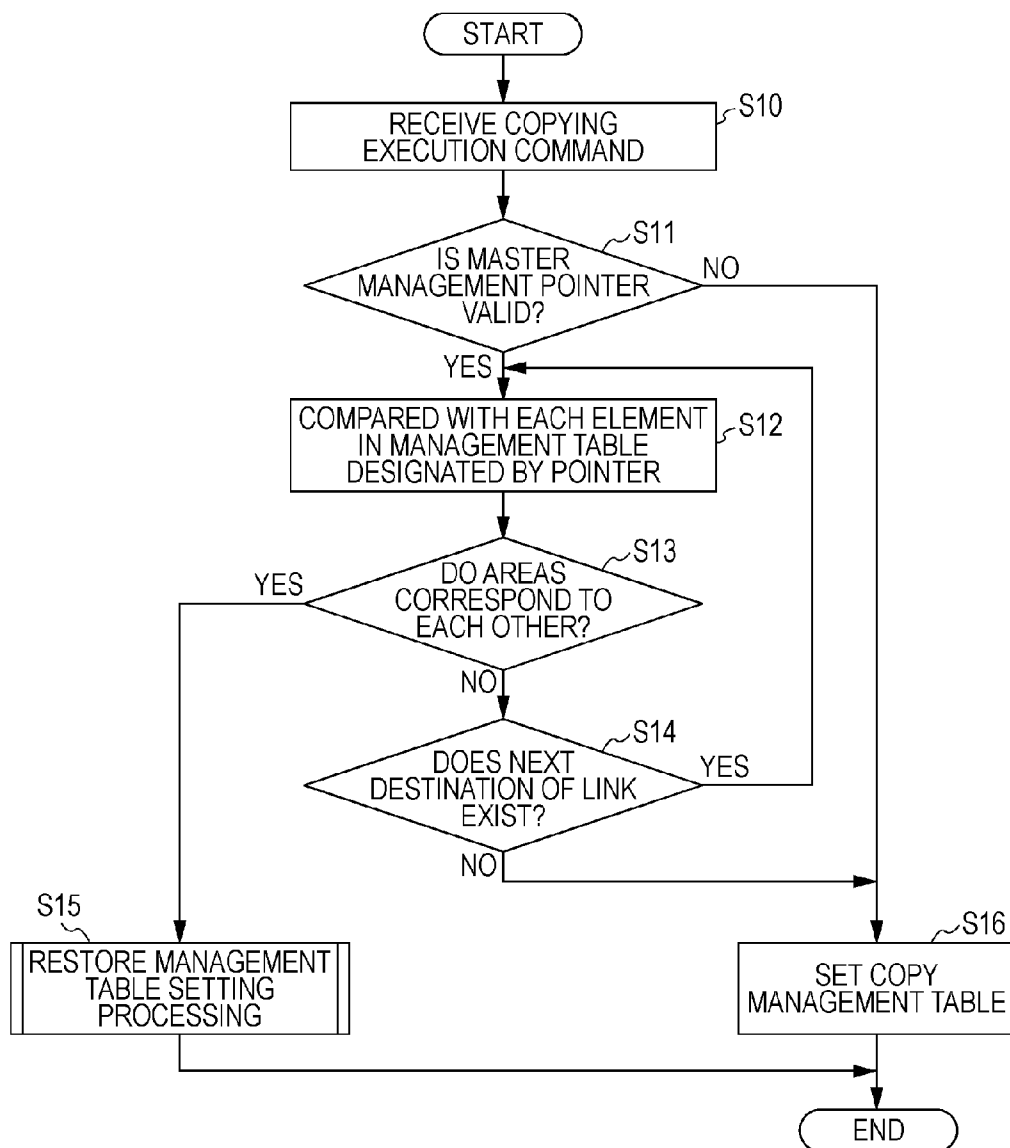 START
S10
RECEIVE COPYING
EXECUTION COMMAND
S11
IS MASTER
MANAGEMENT POINTER
VALID?
NO
YES
COMPARED WITH EACH ELEMENT
IN MANAGEMENT TABLE
DESIGNATED BY POINTER
S12
S13
YES
DO AREAS
CORRESPOND TO
EACH OTHER?
NO
S14
DOES NEXT
DESTINATION OF LINK
EXIST?
YES
NO
S15
RESTORE MANAGEMENT
TABLE SETTING
PROCESSING
S16
SET COPY
MANAGEMENT TABLE
END